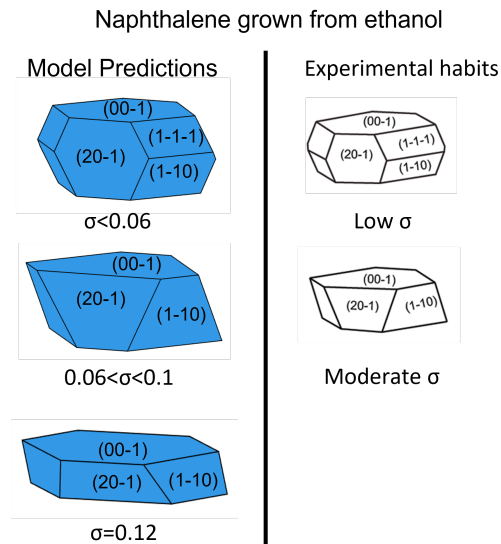 Naphthalene grown from ethanol
Model Predictions
(00-1)
(1-1-1)
(20-1)
(1-10)
σ<0.06
(00-1)
(20-1)
(1-10)
0.06<σ<0.1
(00-1)
(20-1)
(1-10)
σ=0.12
Experimental habits
(00-1)
(1-1-1)
(20-1)
(1-10)
Low σ
(00-1)
(20-1)
(1-10)
Moderate σ